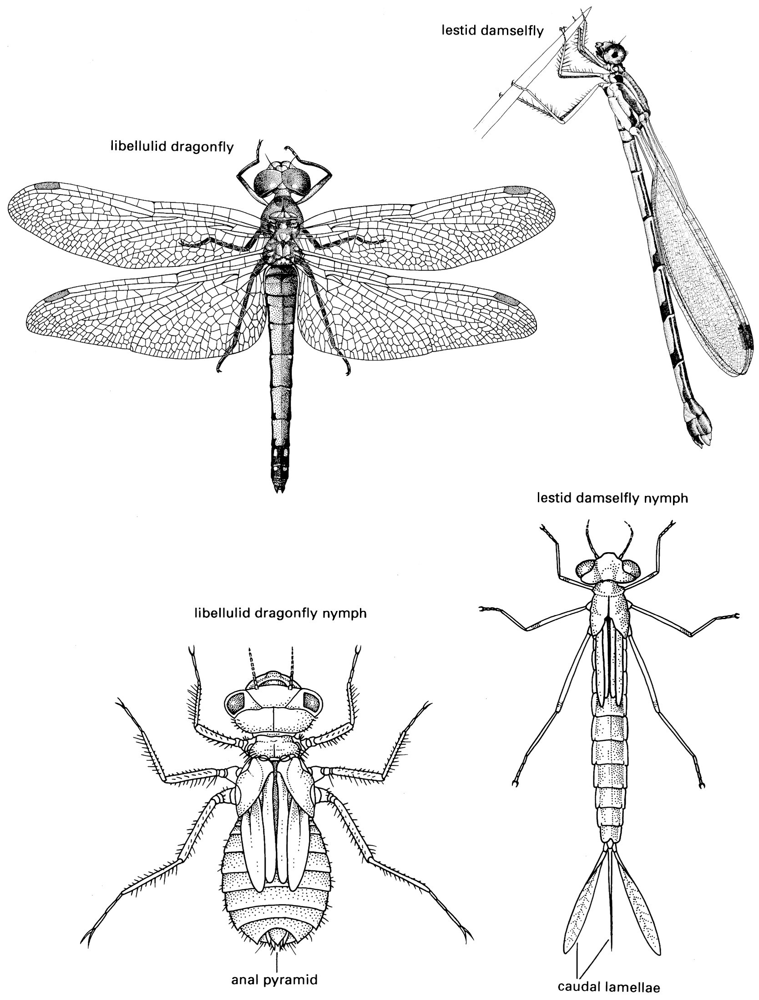 lestid damselfly
libellulid dragonfly
lestid damselfly nymph
libellulid dragonfly nymph
anal pyramid
caudal lamellae